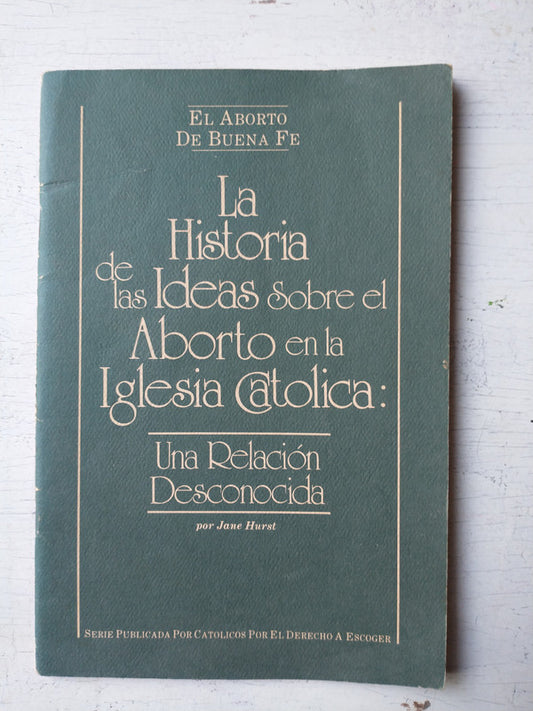 El Aborto
De Buena Fe
La
Historia
de las Ideas Sobre el
Aborto en la
Iglesia Catolica:
Una Relación
Desconocida
por Jane Hurst
Serie Publicada Por Catolicos Por El Derecho A Escoger